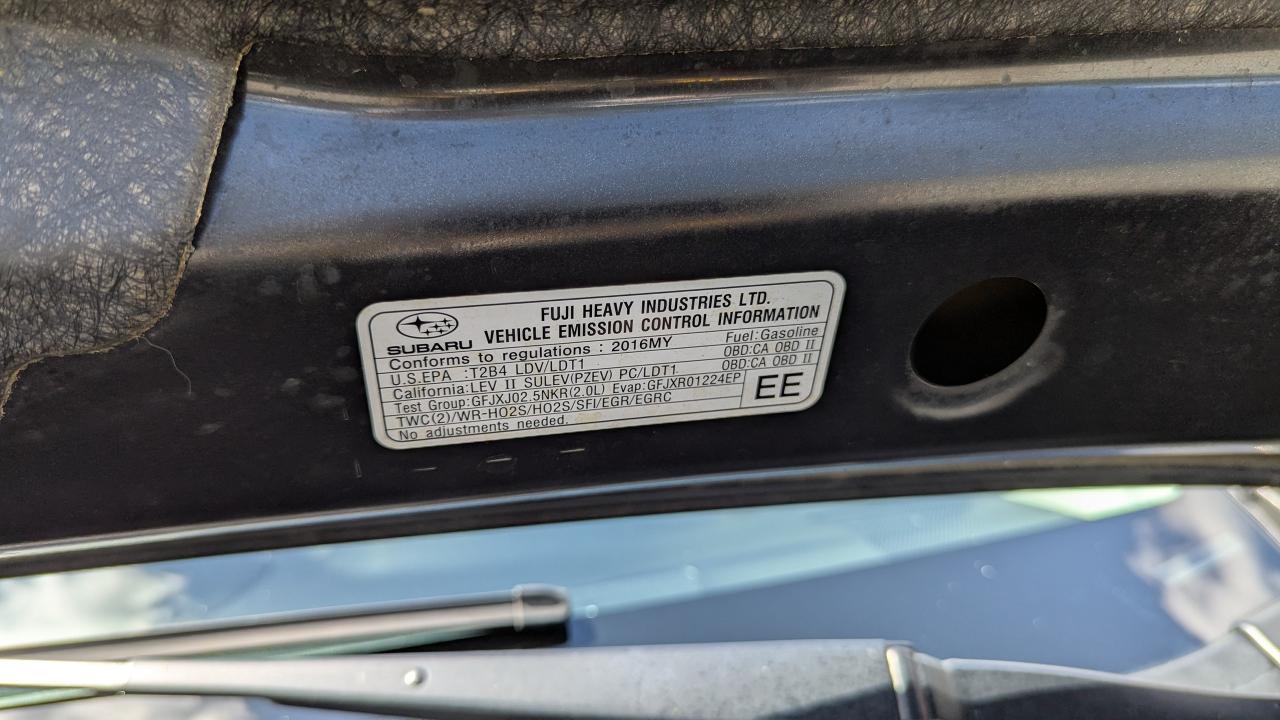 FUJI HEAVY INDUSTRIES LTD.
SUBARU VEHICLE EMISSION CONTROL INFORMATION
Conforms to regulations : 2016MY Fuel:Gasoline
U.S.EPA :T2B4 LDV/LDT1 OBD:CA OBD II
California:LEV II SULEV(PZEV) PC/LDT1 OBD:CA OBD II
Test Group:GFJXJ02.5NKR(2.0L) Evap:GFJXR01224EP
TWC(2)/WR-HO2S/HO2S/SFI/EGR/EGRC
No adjustments needed.
EE